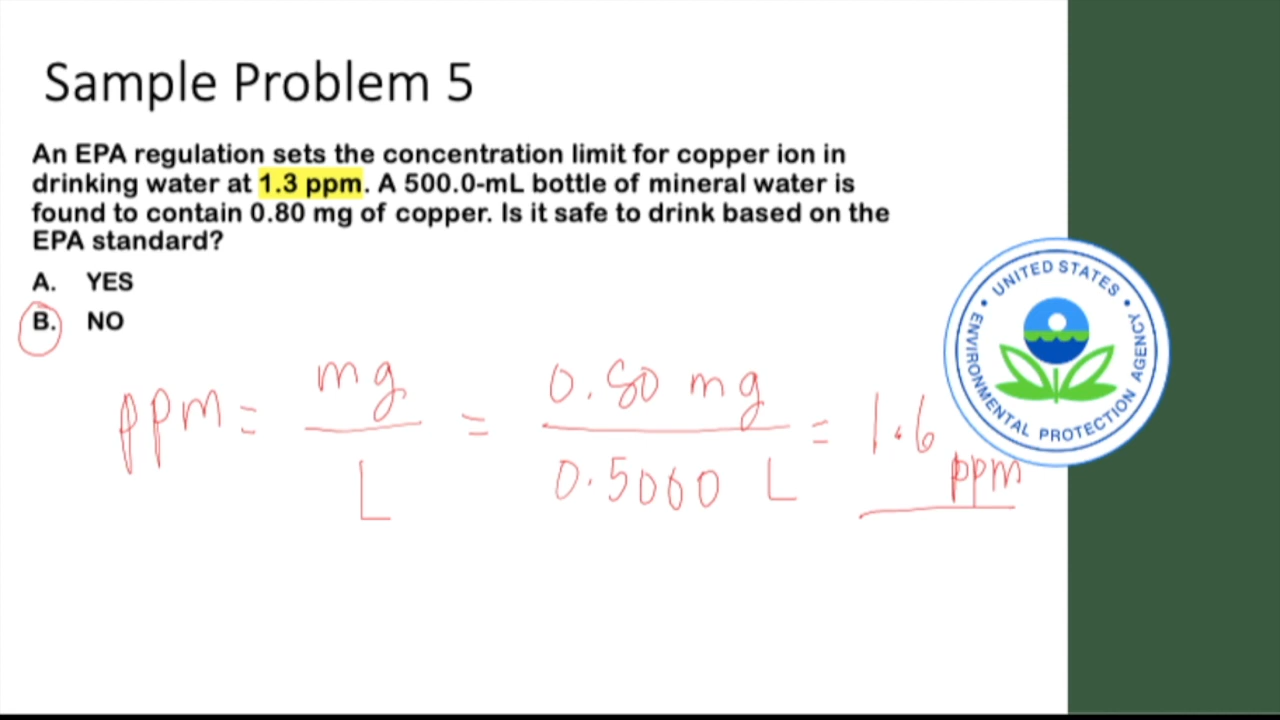 Sample Problem 5
An EPA regulation sets the concentration limit for copper ion in
drinking water at 1.3 ppm. A 500.0-mL bottle of mineral water is
found to contain 0.80 mg of copper. Is it safe to drink based on the
EPA standard?
A. YES
B. NO
ppm = mg / L = 0.80 mg / 0.5000 L = 1.6 ppm
UNITED STATES
ENVIRONMENTAL PROTECTION AGENCY